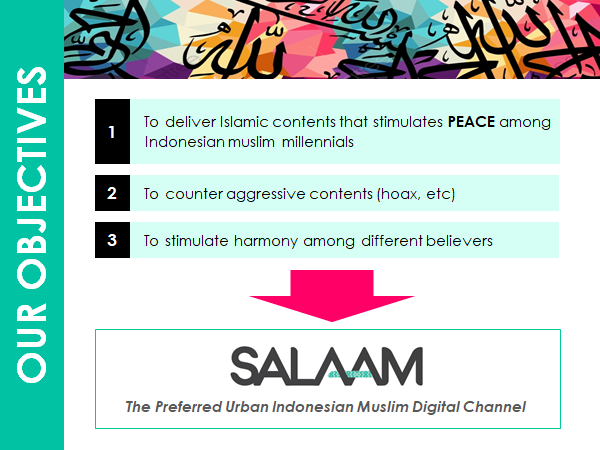 OUR OBJECTIVES
1
To deliver Islamic contents that stimulates PEACE among
Indonesian muslim millennials
2
To counter aggressive contents (hoax, etc)
3
To stimulate harmony among different believers
SALAAM
The Preferred Urban Indonesian Muslim Digital Channel